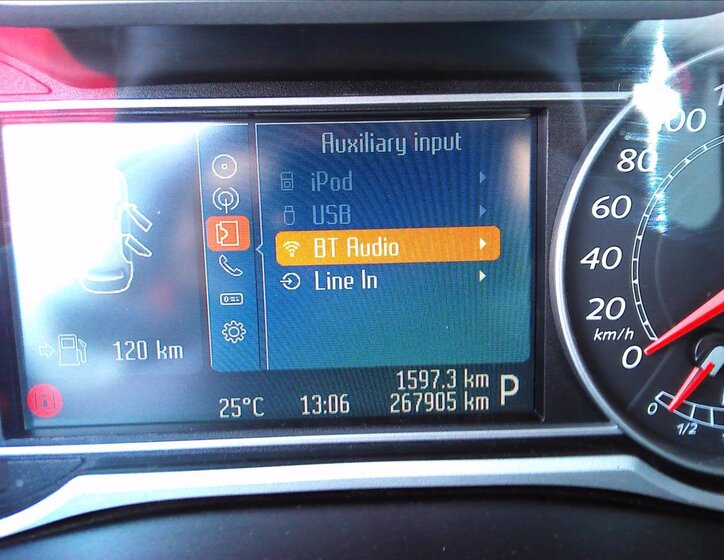 Auxiliary input
iPod
USB
BT Audio
Line In
120 km
1597.3 km
25°C 13:06 267905 km P
80
60
40
20
km/h
0
0
1/2